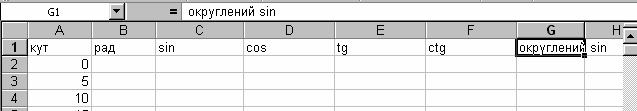 G1 = округлений sin
A B C D E F G H
1 кут рад sin cos tg ctg округлений sin
2 0
3 5
4 10